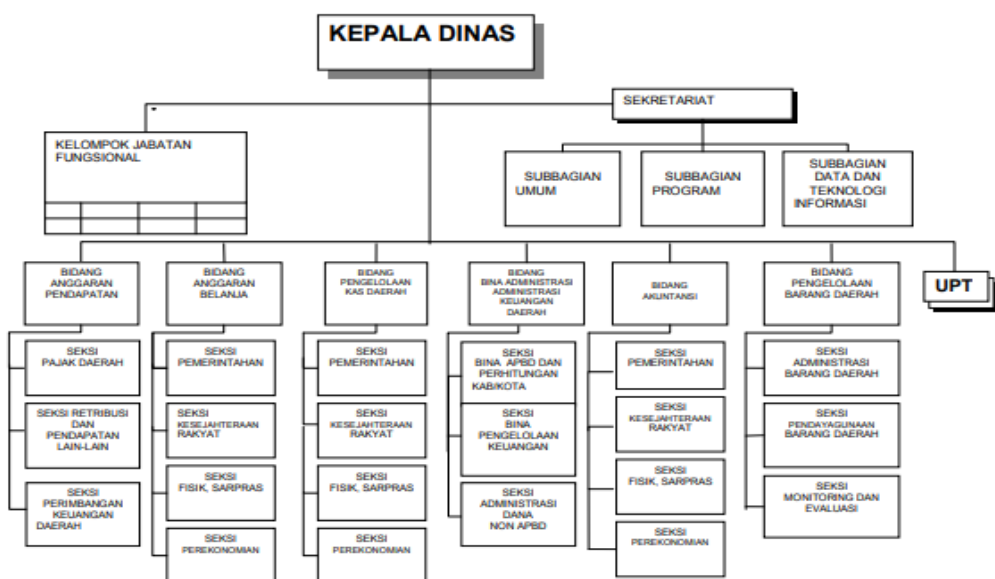 KEPALA DINAS
SEKRETARIAT
KELOMPOK JABATAN
FUNGSIONAL
SUBBAGIAN
UMUM
SUBBAGIAN
PROGRAM
SUBBAGIAN
DATA DAN
TEKNOLOGI
INFORMASI
BIDANG
ANGGARAN
PENDAPATAN
BIDANG
ANGGARAN
BELANJA
BIDANG
PENGELOLAAN
KAS DAERAH
BIDANG
BINA ADMINISTRASI
ADMINISTRASI
KEUANGAN
DAERAH
BIDANG
AKUNTANSI
BIDANG
PENGELOLAAN
BARANG DAERAH
UPT
SEKSI
PAJAK DAERAH
SEKSI RETRIBUSI
DAN
PENDAPATAN
LAIN-LAIN
SEKSI
PERIMBANGAN
KEUANGAN
DAERAH
SEKSI
PEMERINTAHAN
SEKSI
KESEJAHTERAAN
RAKYAT
SEKSI
FISIK, SARPRAS
SEKSI
PEREKONOMIAN
SEKSI
PEMERINTAHAN
SEKSI
KESEJAHTERAAN
RAKYAT
SEKSI
FISIK, SARPRAS
SEKSI
PEREKONOMIAN
SEKSI
BINA APBD DAN
PERHITUNGAN
KAB/KOTA
SEKSI
BINA
PENGELOLAAN
KEUANGAN
SEKSI
ADMINISTRASI
DANA
NON APBD
SEKSI
PEMERINTAHAN
SEKSI
KESEJAHTERAAN
RAKYAT
SEKSI
FISIK, SARPRAS
SEKSI
PEREKONOMIAN
SEKSI
ADMINISTRASI
BARANG DAERAH
SEKSI
PENDAYAGUNAAN
BARANG DAERAH
SEKSI
MONITORING DAN
EVALUASI